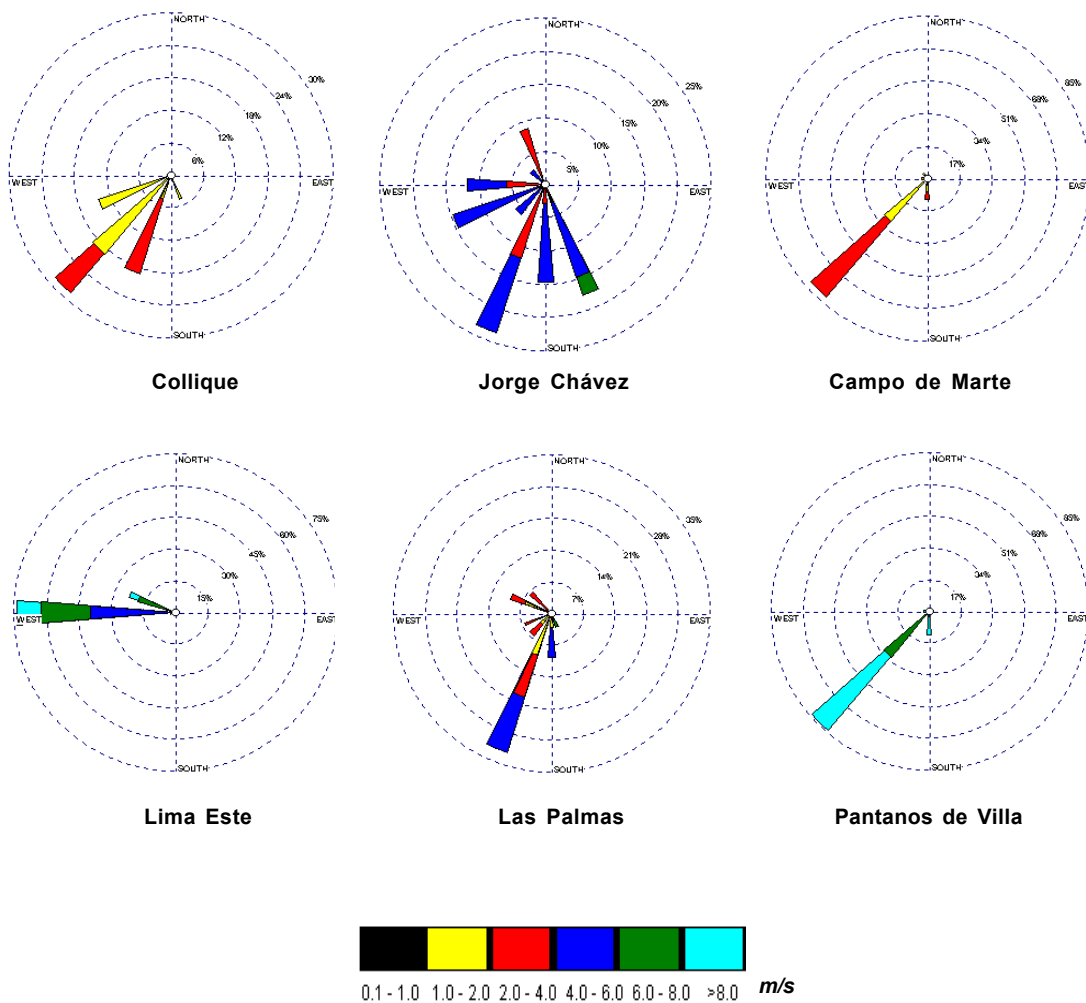 NORTH
30%
24%
18%
12%
6%
WEST
EAST
SOUTH
Collique
NORTH
25%
20%
15%
10%
5%
WEST
EAST
SOUTH
Jorge Chávez
NORTH
85%
68%
51%
34%
17%
WEST
EAST
SOUTH
Campo de Marte
NORTH
75%
60%
45%
30%
15%
WEST
EAST
SOUTH
Lima Este
NORTH
35%
28%
21%
14%
7%
WEST
EAST
SOUTH
Las Palmas
NORTH
85%
68%
51%
34%
17%
WEST
EAST
SOUTH
Pantanos de Villa
0.1 - 1.0 1.0 - 2.0 2.0 - 4.0 4.0 - 6.0 6.0 - 8.0 >8.0 m/s